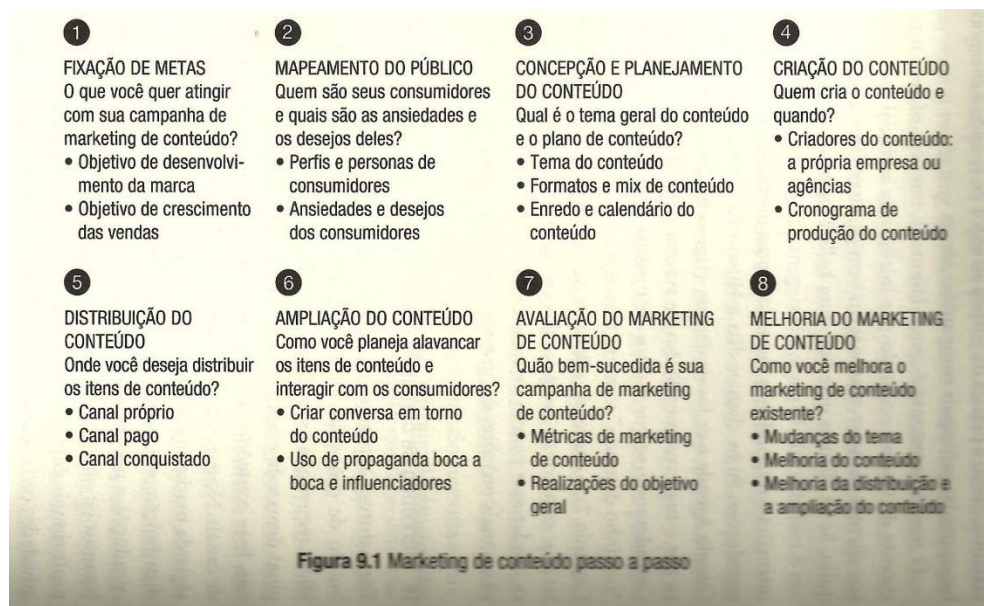 1
FIXAÇÃO DE METAS
O que você quer atingir
com sua campanha de
marketing de conteúdo?
• Objetivo de desenvolvi-
mento da marca
• Objetivo de crescimento
das vendas
2
MAPEAMENTO DO PÚBLICO
Quem são seus consumidores
e quais são as ansiedades e
os desejos deles?
• Perfis e personas de
consumidores
• Ansiedades e desejos
dos consumidores
3
CONCEPÇÃO E PLANEJAMENTO
DO CONTEÚDO
Qual é o tema geral do conteúdo
e o plano de conteúdo?
• Tema do conteúdo
• Formatos e mix de conteúdo
• Enredo e calendário do
conteúdo
4
CRIAÇÃO DO CONTEÚDO
Quem cria o conteúdo e
quando?
• Criadores do conteúdo:
a própria empresa ou
agências
• Cronograma de
produção do conteúdo
5
DISTRIBUIÇÃO DO
CONTEÚDO
Onde você deseja distribuir
os itens de conteúdo?
• Canal próprio
• Canal pago
• Canal conquistado
6
AMPLIAÇÃO DO CONTEÚDO
Como você planeja alavancar
os itens de conteúdo e
interagir com os consumidores?
• Criar conversa em torno
do conteúdo
• Uso de propaganda boca a
boca e influenciadores
7
AVALIAÇÃO DO MARKETING
DE CONTEÚDO
Quão bem-sucedida é sua
campanha de marketing
de conteúdo?
• Métricas de marketing
de conteúdo
• Realizações do objetivo
geral
8
MELHORIA DO MARKETING
DE CONTEÚDO
Como você melhora o
marketing de conteúdo
existente?
• Mudanças do tema
• Melhoria do conteúdo
• Melhoria da distribuição e
a ampliação do conteúdo
Figura 9.1 Marketing de conteúdo passo a passo